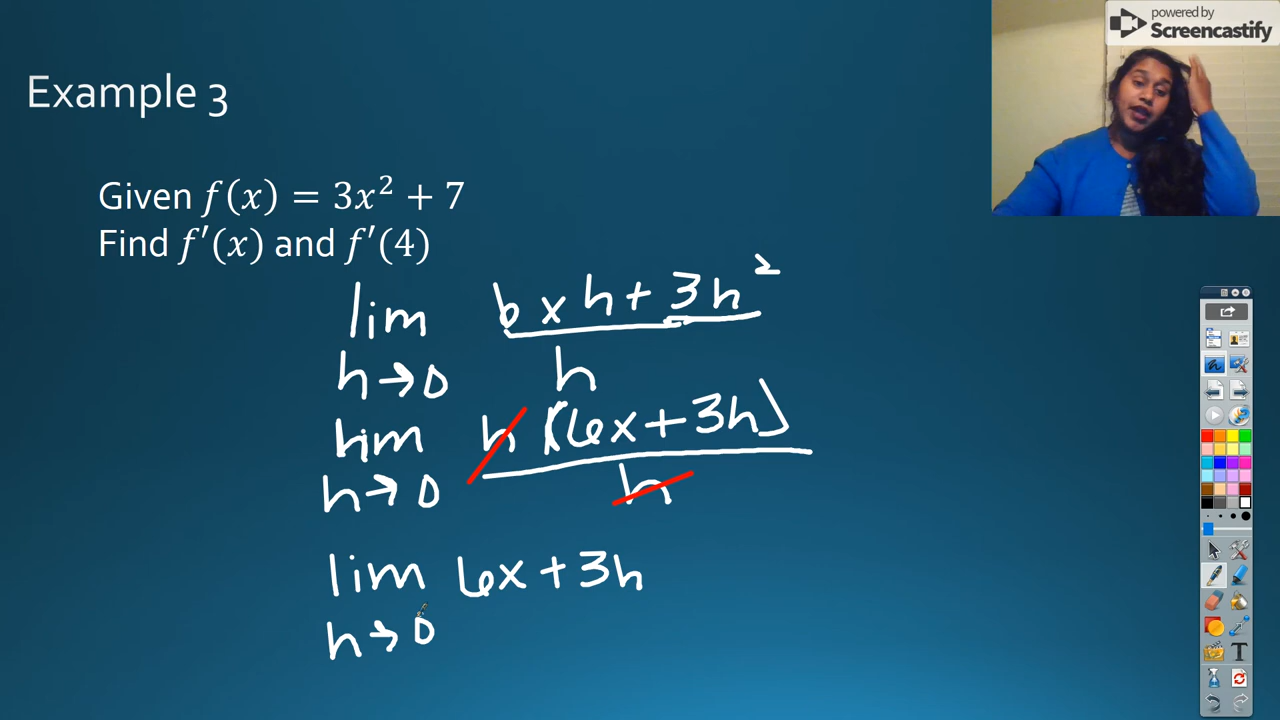 powered by
Screencastify
Example 3
Given f(x) = 3x² + 7
Find f′(x) and f′(4)
lim 6xh + 3h²
h→0 h
lim h(6x + 3h)
h→0 h
lim 6x + 3h
h→0
T